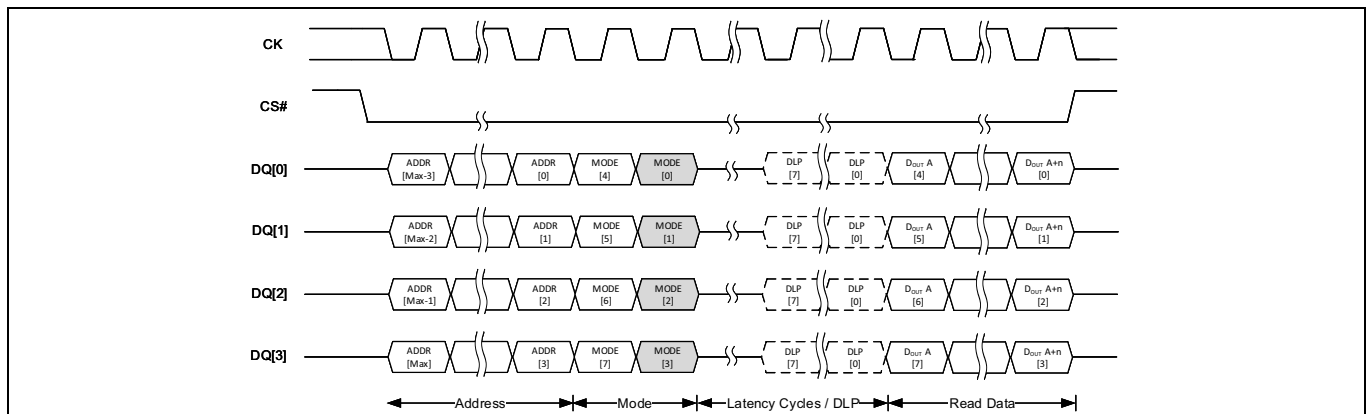 CK
CS#
DQ[0] ADDR [Max-3] ADDR [0] MODE [4] MODE [0] DLP [7] DLP [0] DOUT A [4] DOUT A+n [0]
DQ[1] ADDR [Max-2] ADDR [1] MODE [5] MODE [1] DLP [7] DLP [0] DOUT A [5] DOUT A+n [1]
DQ[2] ADDR [Max-1] ADDR [2] MODE [6] MODE [2] DLP [7] DLP [0] DOUT A [6] DOUT A+n [2]
DQ[3] ADDR [Max] ADDR [3] MODE [7] MODE [3] DLP [7] DLP [0] DOUT A [7] DOUT A+n [3]
Address Mode Latency Cycles / DLP Read Data